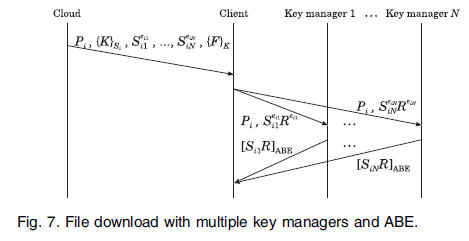 Cloud Client Key manager 1 ... Key manager N
P_i, {K}_{S_i}, S_{i1}^{e_{i1}}, ..., S_{iN}^{e_{iN}}, {F}_K
P_i, S_{iN}^{e_{iN}}R^{e_{iN}}
P_i, S_{i1}^{e_{i1}}R^{e_{i1}} ...
[S_{i1}R]_{ABE} ...
[S_{iN}R]_{ABE}
Fig. 7. File download with multiple key managers and ABE.